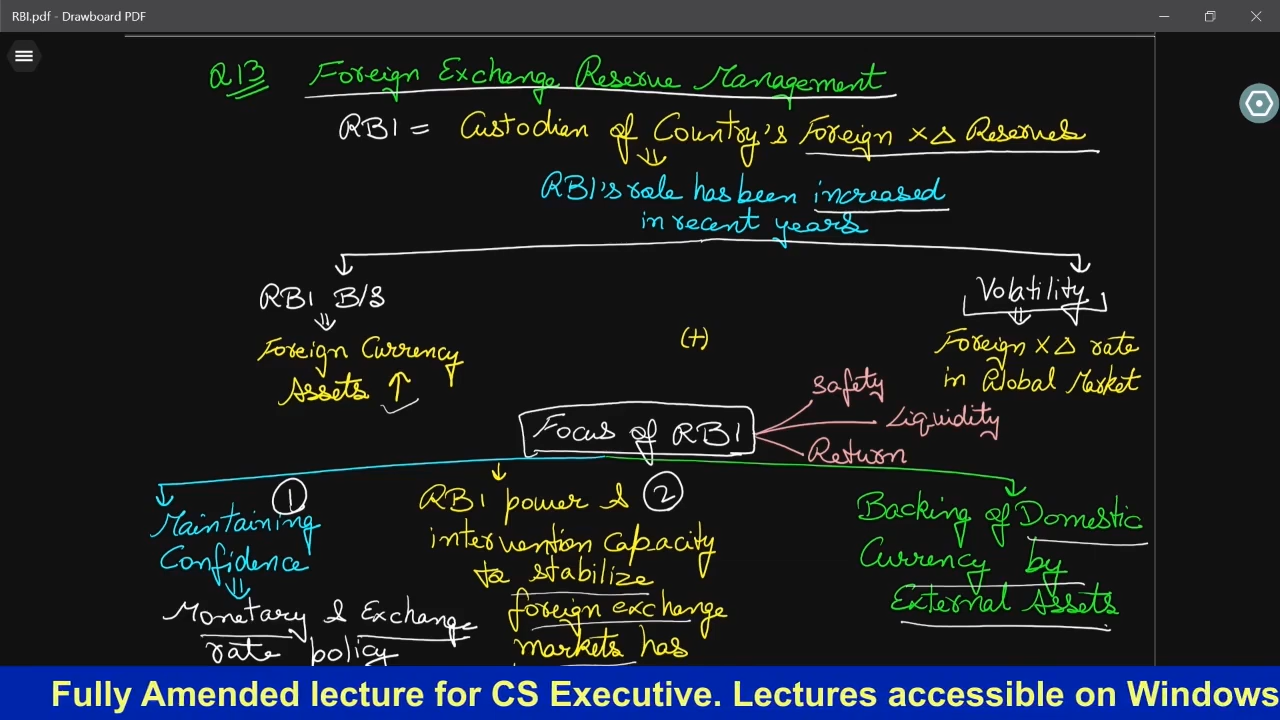 RBI.pdf - Drawboard PDF
Q13 Foreign Exchange Reserve Management
RBI = Custodian of Country's Foreign X∆ Reserves
RBI's role has been increased
in recent years
RBI B/S
Foreign Currency
Assets ↑
Volatility
Foreign X∆ rate
in Global Market
(+)
Focus of RBI
Safety
Liquidity
Return
①
Maintaining
Confidence
Monetary & Exchange
rate policy
②
RBI power &
intervention capacity
to stabilize
foreign exchange
markets has
Backing of Domestic
Currency by
External Assets
Fully Amended lecture for CS Executive. Lectures accessible on Windows